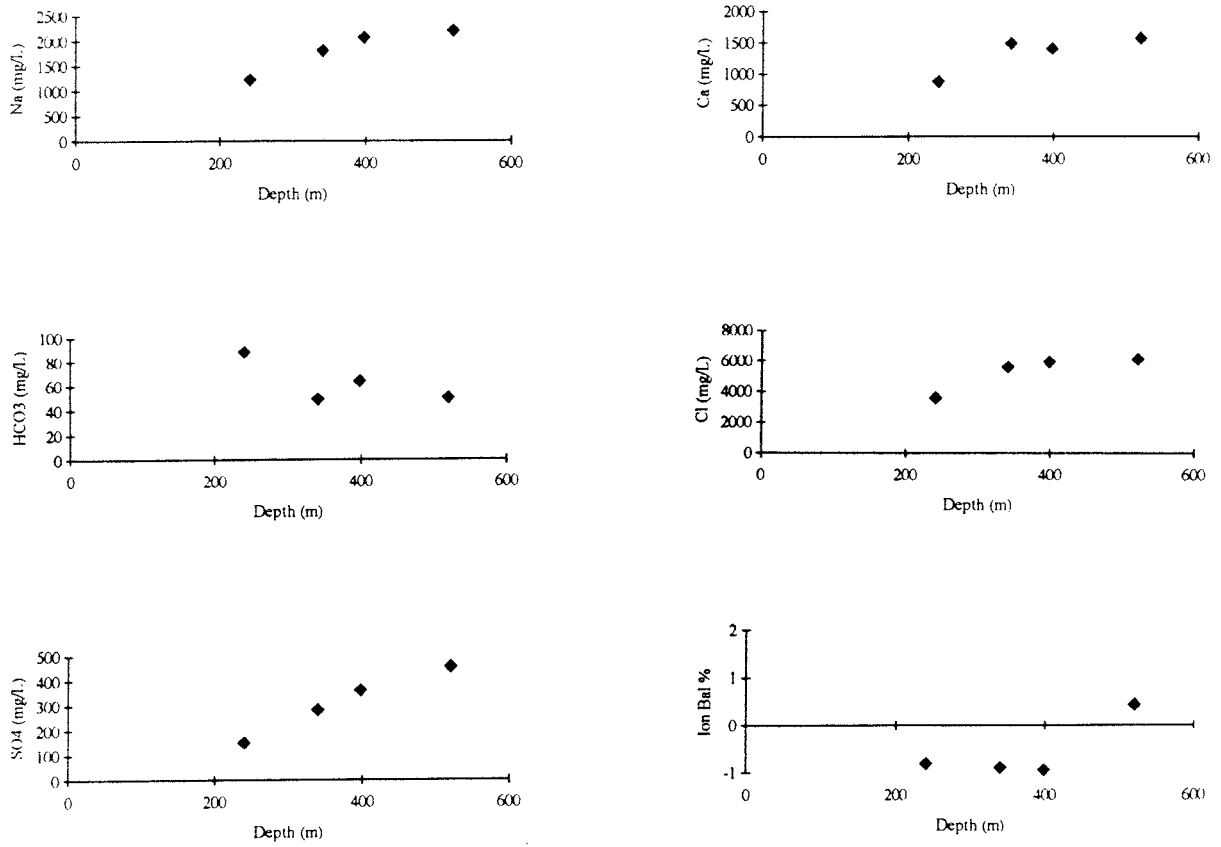 Na (mg/L)
2500
2000
1500
1000
500
0
0 200 400 600
Depth (m)
Ca (mg/L)
2000
1500
1000
500
0
0 200 400 600
Depth (m)
HCO3 (mg/L)
100
80
60
40
20
0
0 200 400 600
Depth (m)
Cl (mg/L)
8000
6000
4000
2000
0
0 200 400 600
Depth (m)
SO4 (mg/L)
500
400
300
200
100
0
0 200 400 600
Depth (m)
Ion Bal %
2
1
0
-1
0 200 400 600
Depth (m)